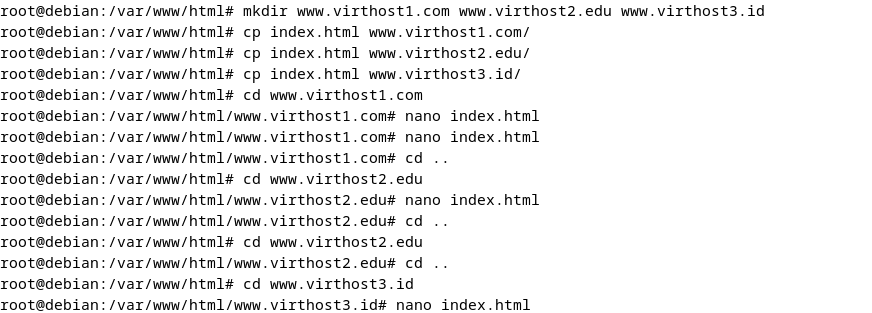 root@debian:/var/www/html# mkdir www.virthost1.com www.virthost2.edu www.virthost3.id
root@debian:/var/www/html# cp index.html www.virthost1.com/
root@debian:/var/www/html# cp index.html www.virthost2.edu/
root@debian:/var/www/html# cp index.html www.virthost3.id/
root@debian:/var/www/html# cd www.virthost1.com
root@debian:/var/www/html/www.virthost1.com# nano index.html
root@debian:/var/www/html/www.virthost1.com# nano index.html
root@debian:/var/www/html/www.virthost1.com# cd ..
root@debian:/var/www/html# cd www.virthost2.edu
root@debian:/var/www/html/www.virthost2.edu# nano index.html
root@debian:/var/www/html/www.virthost2.edu# cd ..
root@debian:/var/www/html# cd www.virthost2.edu
root@debian:/var/www/html/www.virthost2.edu# cd ..
root@debian:/var/www/html# cd www.virthost3.id
root@debian:/var/www/html/www.virthost3.id# nano index.html